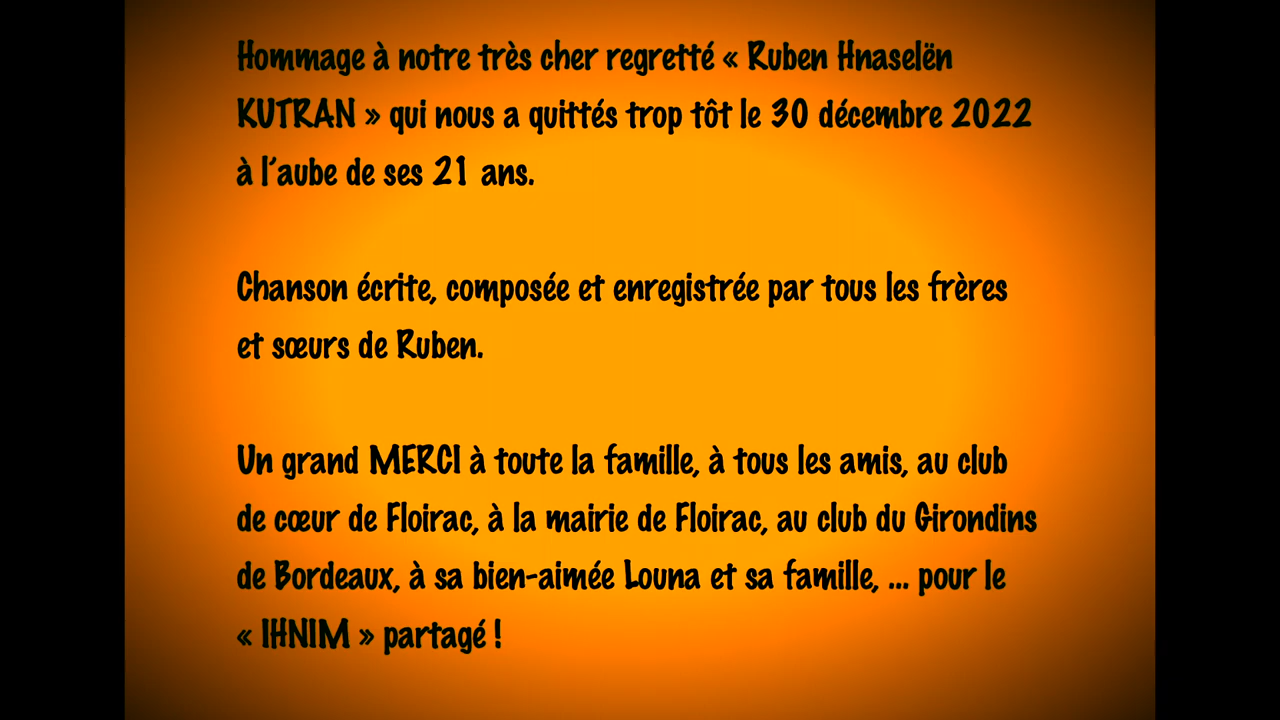 Hommage à notre très cher regretté « Ruben Hnaselën
KUTRAN » qui nous a quittés trop tôt le 30 décembre 2022
à l'aube de ses 21 ans.
Chanson écrite, composée et enregistrée par tous les frères
et sœurs de Ruben.
Un grand MERCI à toute la famille, à tous les amis, au club
de cœur de Floirac, à la mairie de Floirac, au club du Girondins
de Bordeaux, à sa bien-aimée Louna et sa famille, ... pour le
« IHNIM » partagé !